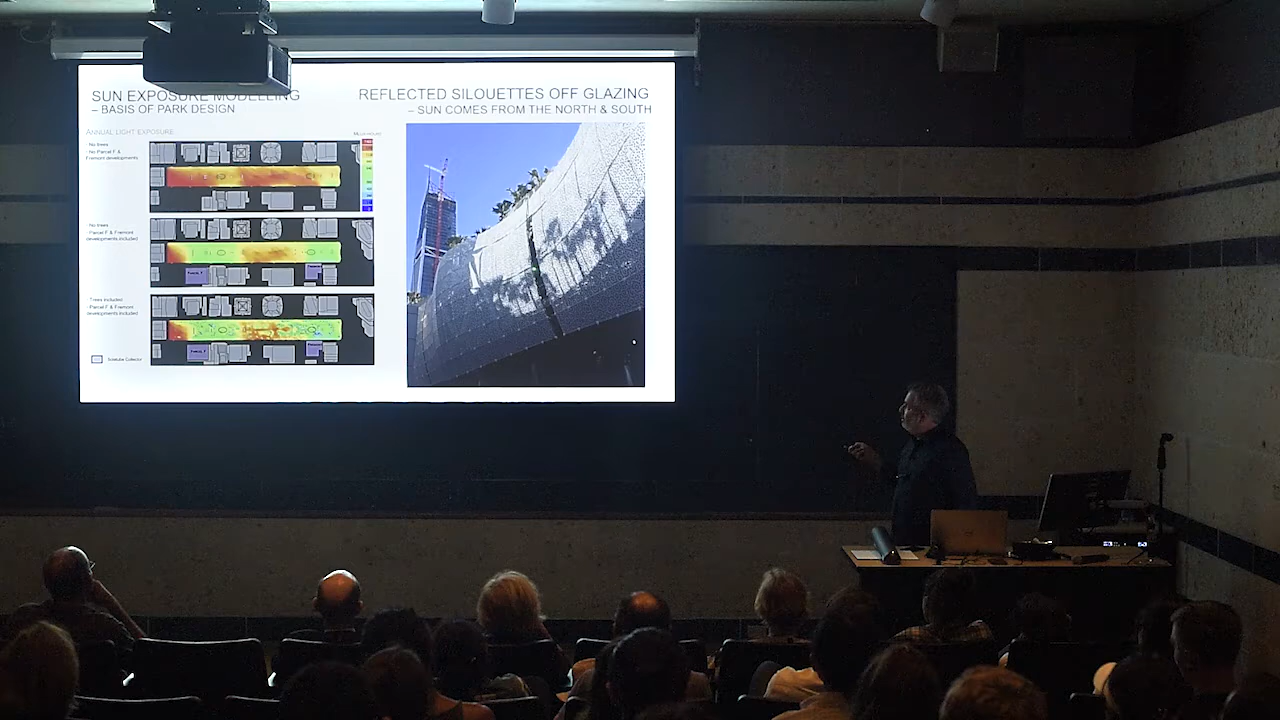 SUN EXPOSURE MODELLING
– BASIS OF PARK DESIGN
REFLECTED SILOUETTES OFF GLAZING
– SUN COMES FROM THE NORTH & SOUTH
ANNUAL LIGHT EXPOSURE
- No trees
- No Parcel F &
Fremont developments
- No trees
- Parcel F & Fremont
developments included
- Trees included
- Parcel F & Fremont
developments included